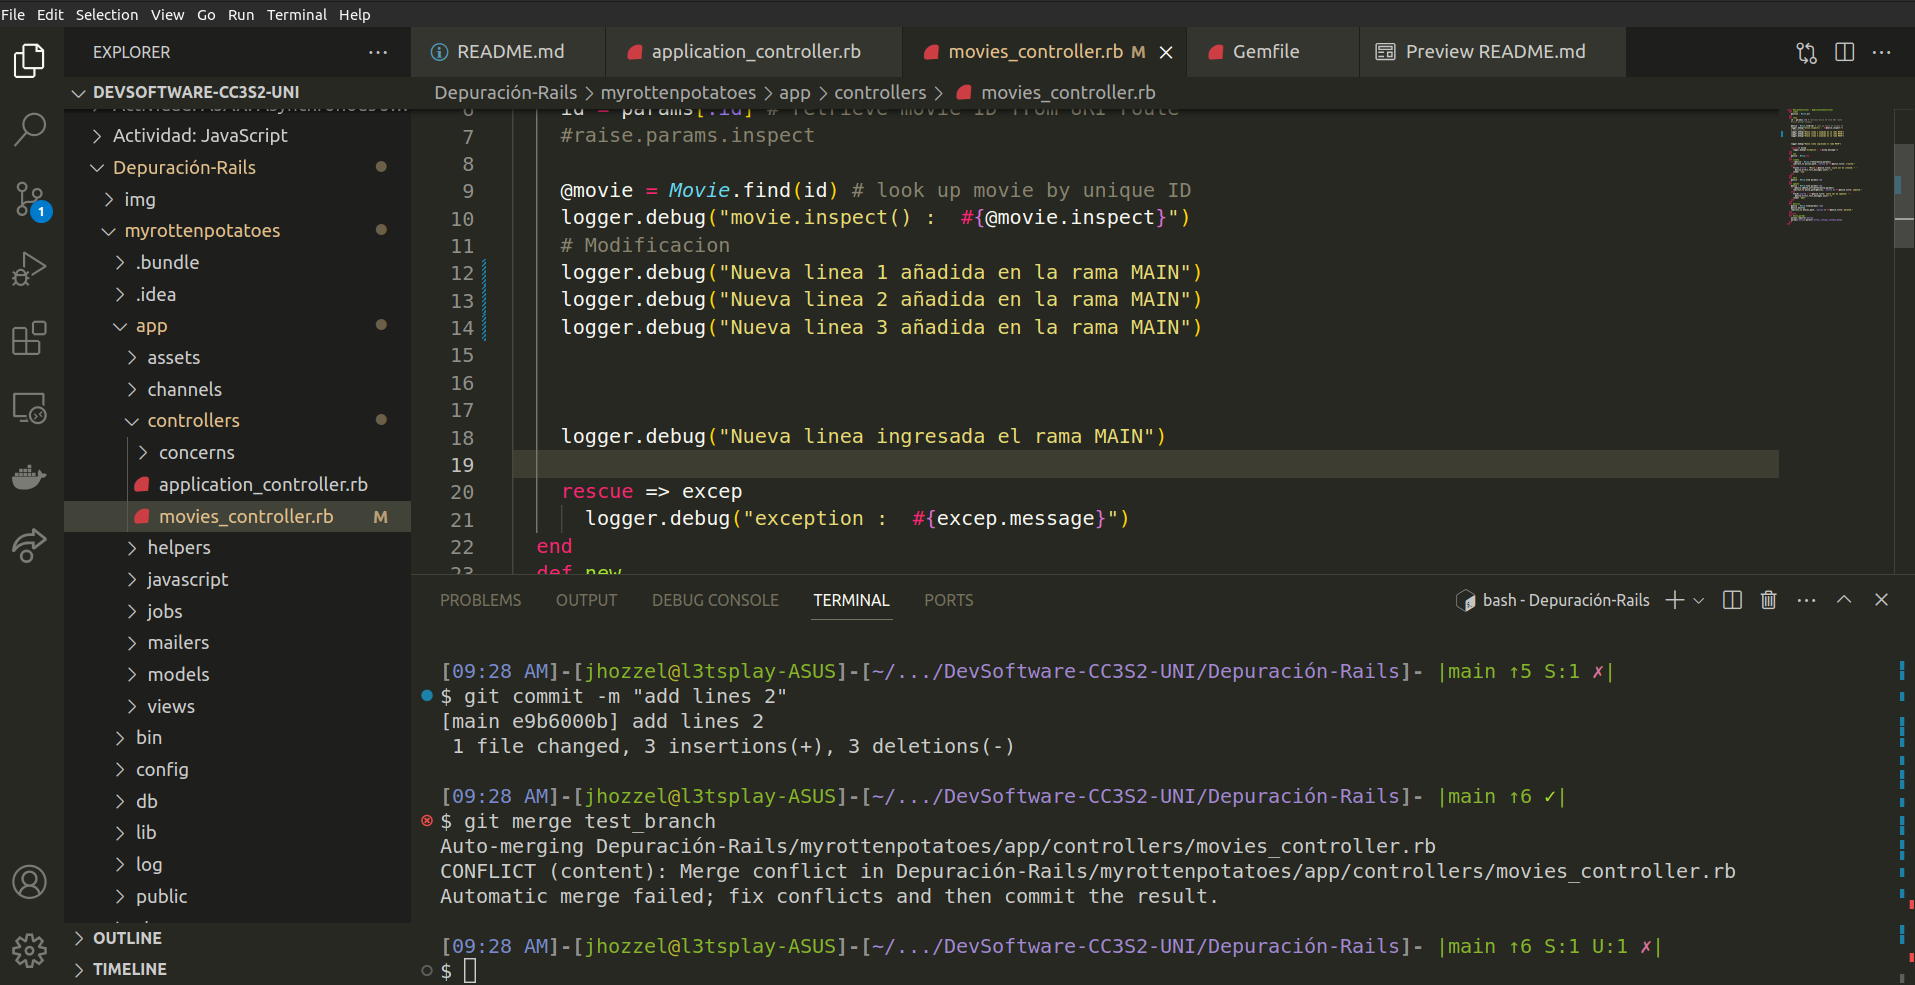 File Edit Selection View Go Run Terminal Help
EXPLORER
README.md
application_controller.rb
movies_controller.rb M
Gemfile
Preview README.md
DEVSOFTWARE-CC3S2-UNI
Depuración-Rails > myrottenpotatoes > app > controllers > movies_controller.rb
Actividad: JavaScript
Depuración-Rails
img
myrottenpotatoes
.bundle
.idea
app
assets
channels
controllers
concerns
application_controller.rb
movies_controller.rb M
helpers
javascript
jobs
mailers
models
views
bin
config
db
lib
log
public
OUTLINE
TIMELINE
1
6 id = params[:id] # retrieve movie ID from URI route
7 #raise.params.inspect
8
9 @movie = Movie.find(id) # look up movie by unique ID
10 logger.debug("movie.inspect() :  #{@movie.inspect}")
11 # Modificacion
12 logger.debug("Nueva linea 1 añadida en la rama MAIN")
13 logger.debug("Nueva linea 2 añadida en la rama MAIN")
14 logger.debug("Nueva linea 3 añadida en la rama MAIN")
15
16
17
18 logger.debug("Nueva linea ingresada el rama MAIN")
19
20 rescue => excep
21 logger.debug("exception :  #{excep.message}")
22 end
23 def new
PROBLEMS OUTPUT DEBUG CONSOLE TERMINAL PORTS
bash - Depuración-Rails
[09:28 AM]-[jhozzel@l3tsplay-ASUS]-[~/.../DevSoftware-CC3S2-UNI/Depuración-Rails]- |main ↑5 S:1 ✗|
$ git commit -m "add lines 2"
[main e9b6000b] add lines 2
1 file changed, 3 insertions(+), 3 deletions(-)
[09:28 AM]-[jhozzel@l3tsplay-ASUS]-[~/.../DevSoftware-CC3S2-UNI/Depuración-Rails]- |main ↑6 ✓|
$ git merge test_branch
Auto-merging Depuración-Rails/myrottenpotatoes/app/controllers/movies_controller.rb
CONFLICT (content): Merge conflict in Depuración-Rails/myrottenpotatoes/app/controllers/movies_controller.rb
Automatic merge failed; fix conflicts and then commit the result.
[09:28 AM]-[jhozzel@l3tsplay-ASUS]-[~/.../DevSoftware-CC3S2-UNI/Depuración-Rails]- |main ↑6 S:1 U:1 ✗|
$